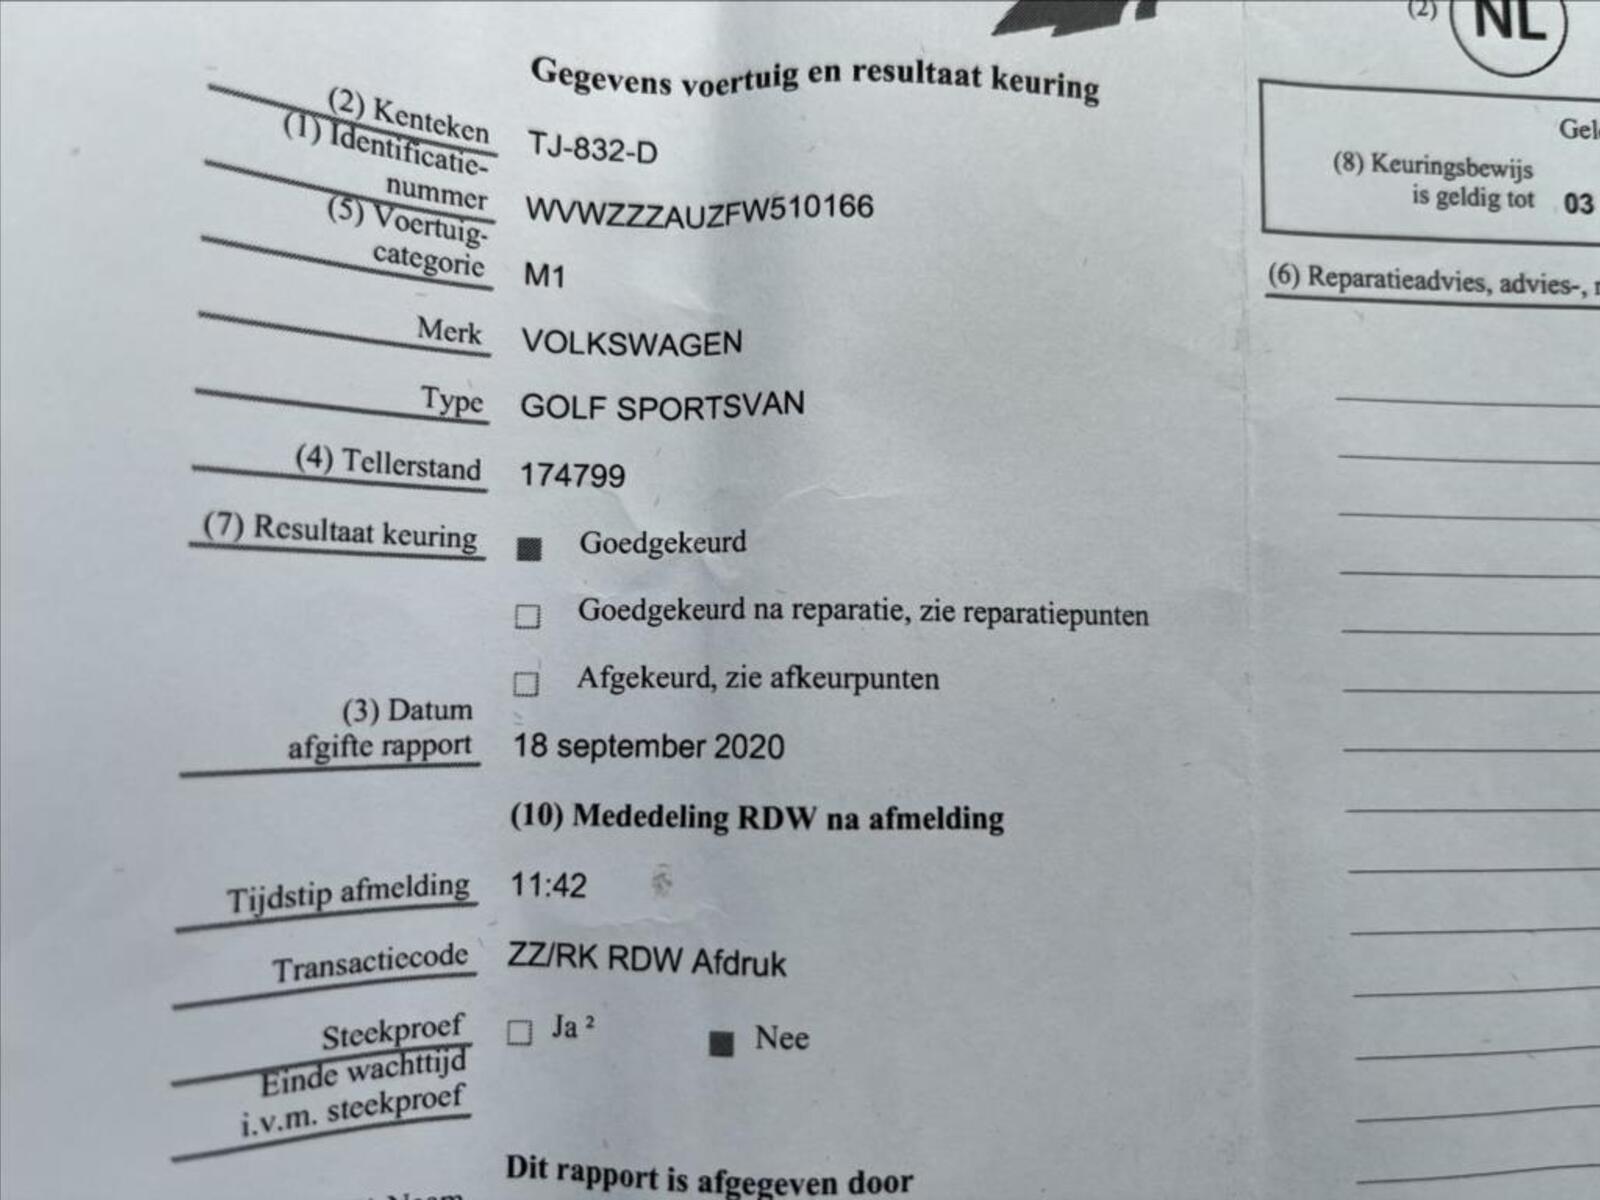 (2)
NL
Gegevens voertuig en resultaat keuring
(2) Kenteken TJ-832-D
(1) Identificatie-
nummer WVWZZZAUZFW510166
(5) Voertuig-
categorie M1
Merk VOLKSWAGEN
Type GOLF SPORTSVAN
(4) Tellerstand 174799
(7) Resultaat keuring ■ Goedgekeurd
□ Goedgekeurd na reparatie, zie reparatiepunten
□ Afgekeurd, zie afkeurpunten
(3) Datum
afgifte rapport 18 september 2020
(10) Mededeling RDW na afmelding
Tijdstip afmelding 11:42
Transactiecode ZZ/RK RDW Afdruk
Steekproef □ Ja ² ■ Nee
Einde wachttijd
i.v.m. steekproef
Dit rapport is afgegeven door
(8) Keuringsbewijs
is geldig tot 03
(6) Reparatieadvies, advies-,